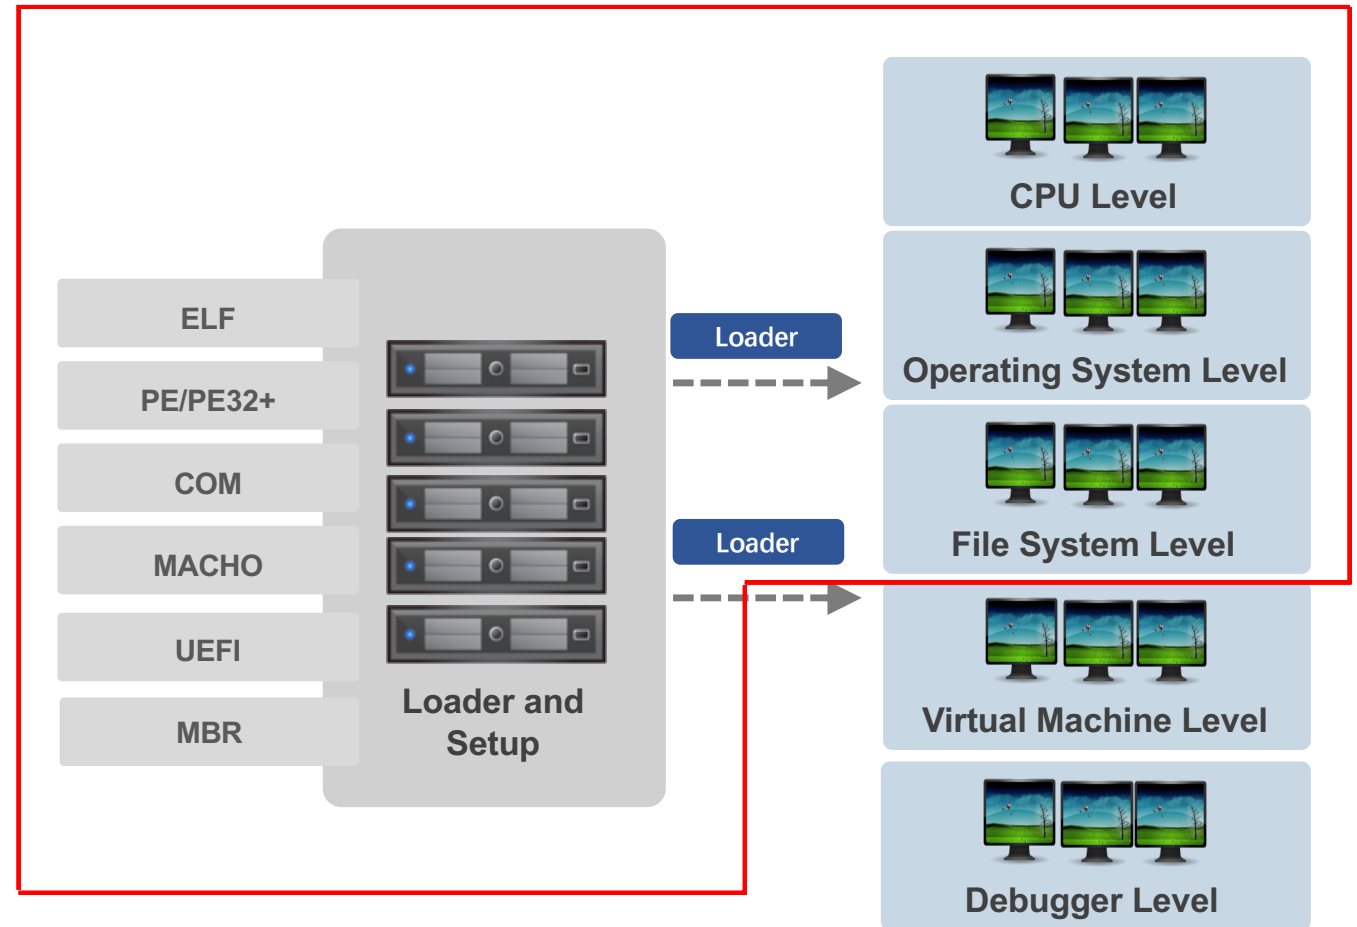 ELF
PE/PE32+
COM
MACHO
UEFI
MBR
Loader and
Setup
Loader
Loader
CPU Level
Operating System Level
File System Level
Virtual Machine Level
Debugger Level